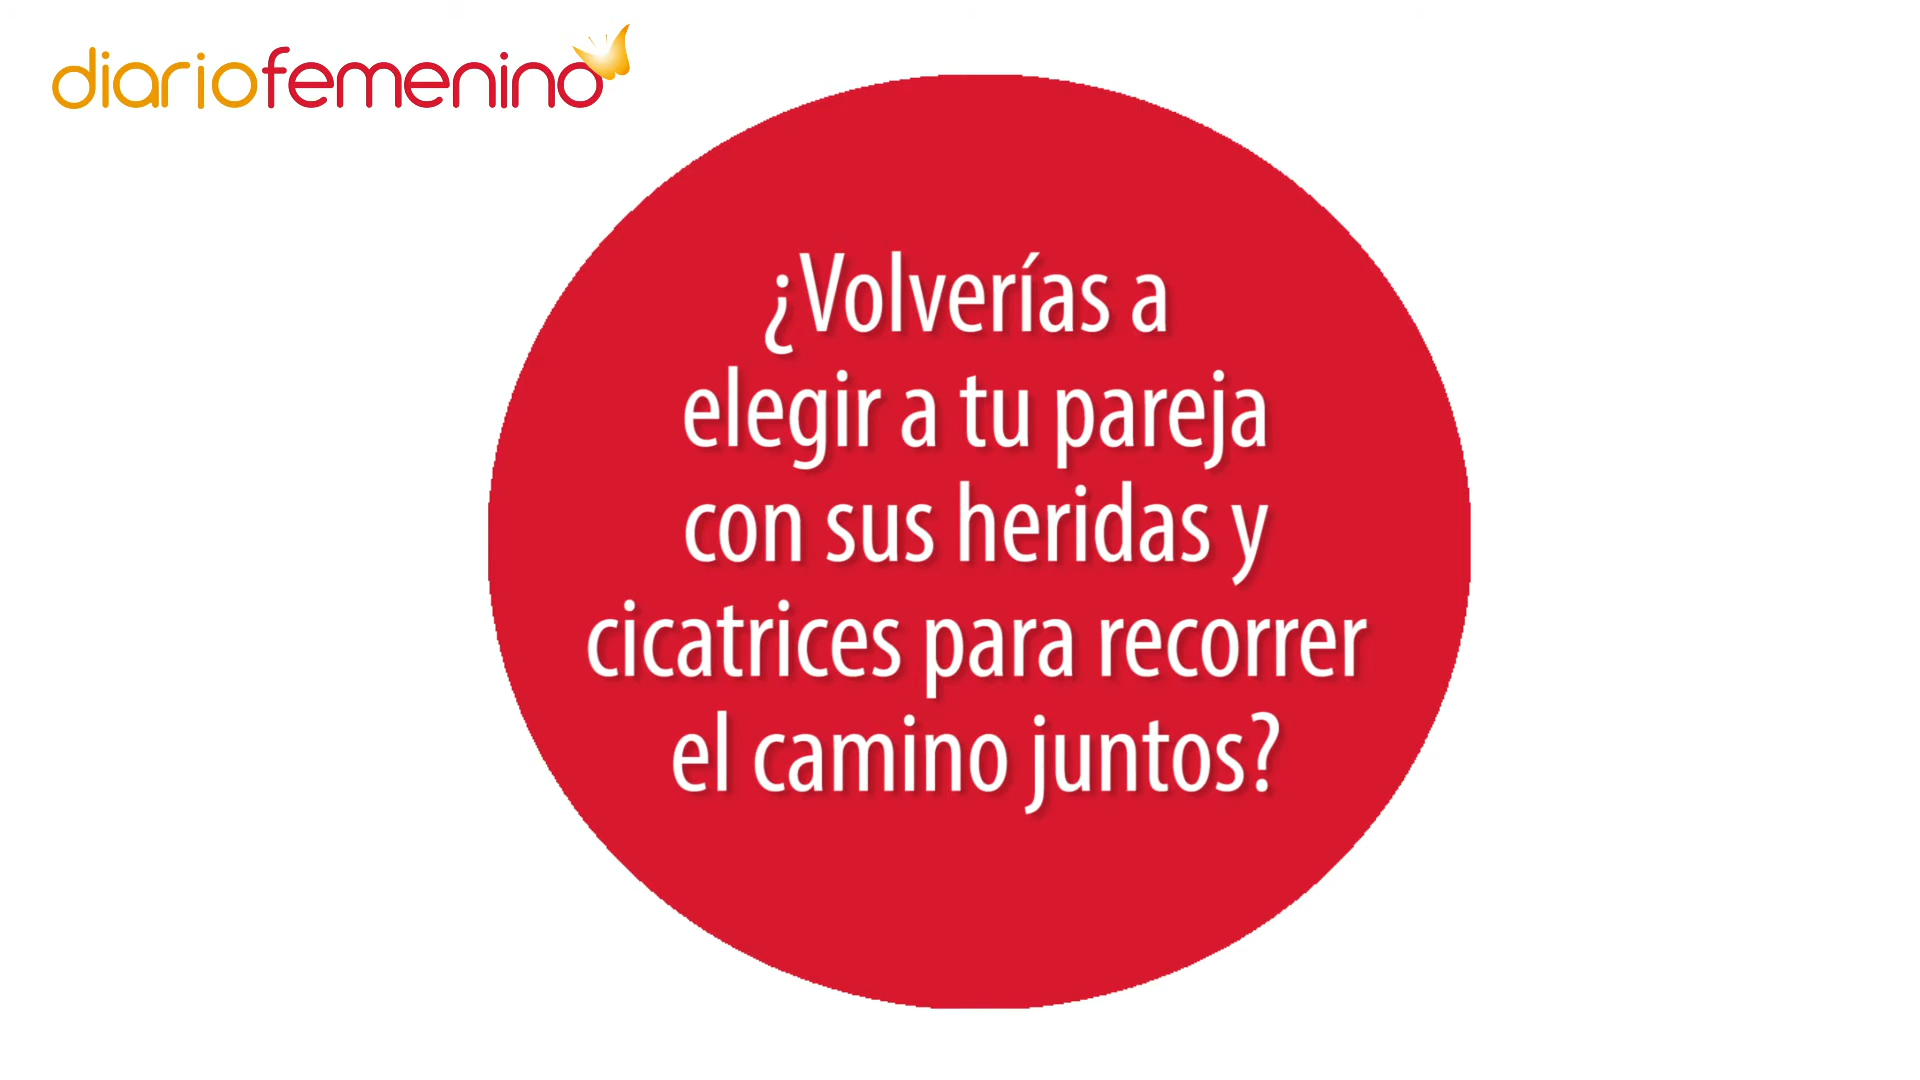 diariofemenino
¿Volverías a
elegir a tu pareja
con sus heridas y
cicatrices para recorrer
el camino juntos?